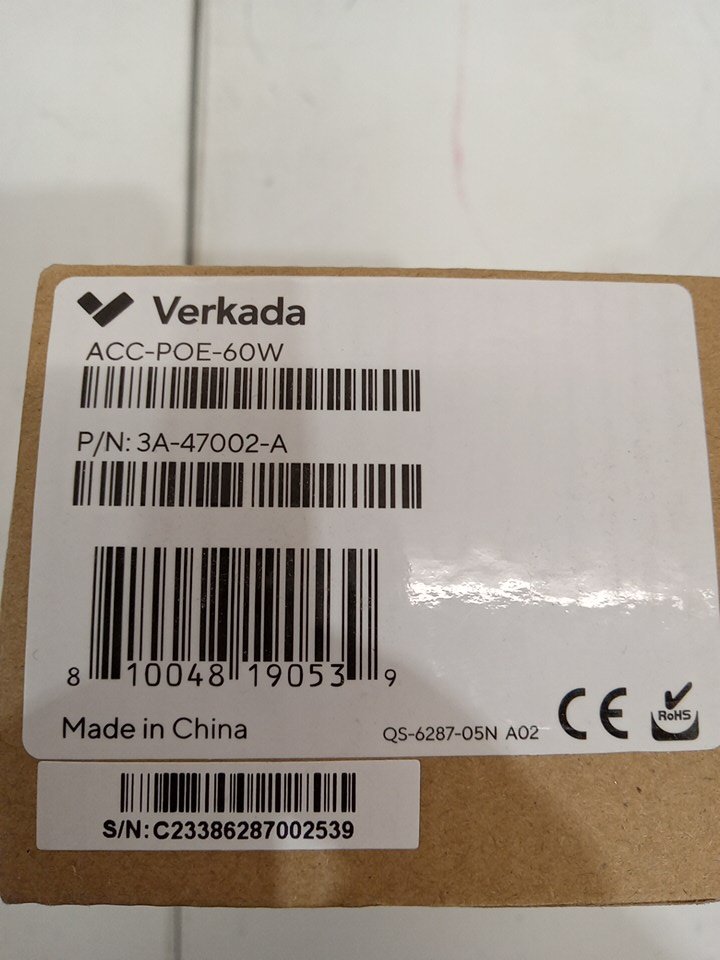 Verkada
ACC-POE-60W
P/N: 3A-47002-A
8 10048 19053 9
Made in China
QS-6287-05N A02
CE
RoHS
S/N: C23386287002539